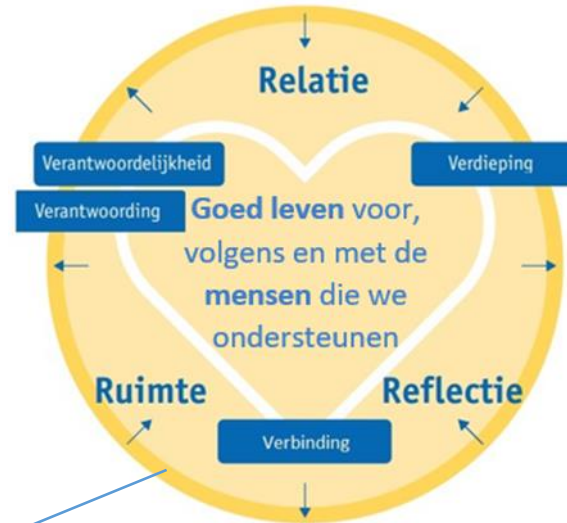 Relatie
Verantwoordelijkheid
Verdieping
Verantwoording
Goed leven voor,
volgens en met de
mensen die we
ondersteunen
Ruimte
Reflectie
Verbinding